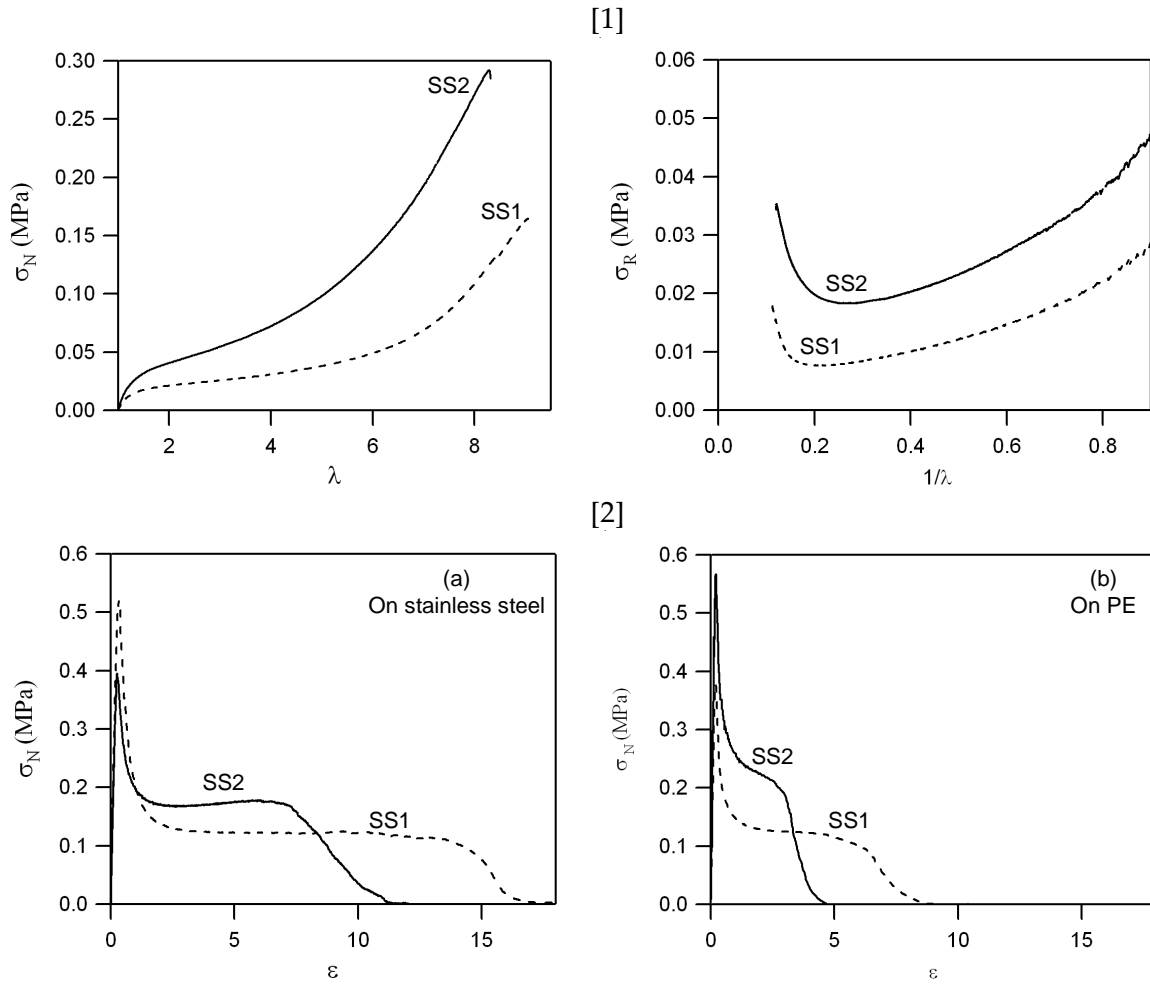 [1]
0.30
0.25
0.20
0.15
0.10
0.05
0.00
σN (MPa)
SS2
SS1
2 4 6 8
λ
0.06
0.05
0.04
0.03
0.02
0.01
0.00
σR (MPa)
SS2
SS1
0.0 0.2 0.4 0.6 0.8
1/λ
[2]
0.6
0.5
0.4
0.3
0.2
0.1
0.0
σN (MPa)
(a)
On stainless steel
SS2
SS1
0 5 10 15
ε
0.6
0.5
0.4
0.3
0.2
0.1
0.0
σN (MPa)
(b)
On PE
SS2
SS1
0 5 10 15
ε